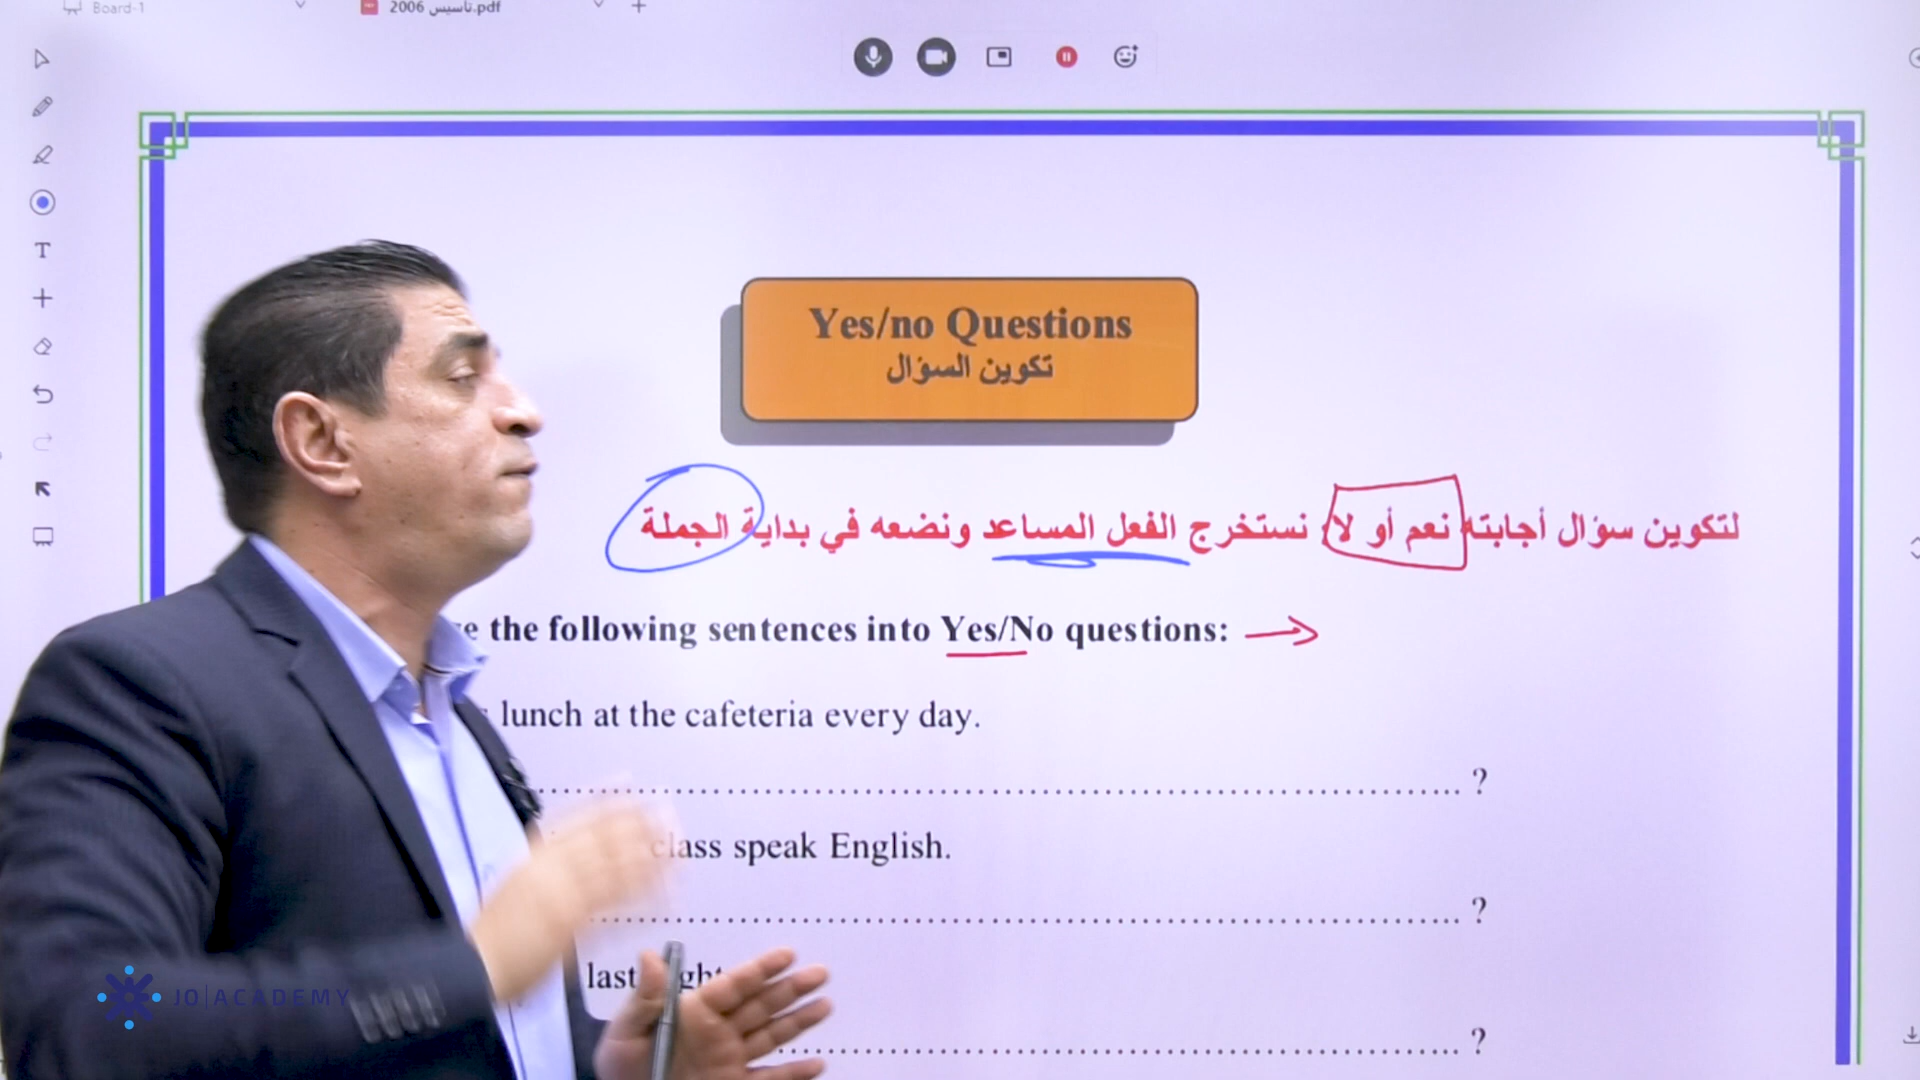 Board-1
تأسيس 2006.pdf
T
Yes/no Questions
تكوين السؤال
لتكوين سؤال أجابته نعم أو لا، نستخرج الفعل المساعد ونضعه في بداية الجملة
the following sentences into Yes/No questions:
lunch at the cafeteria every day.
?
class speak English.
?
last
?
JO|ACADEMY